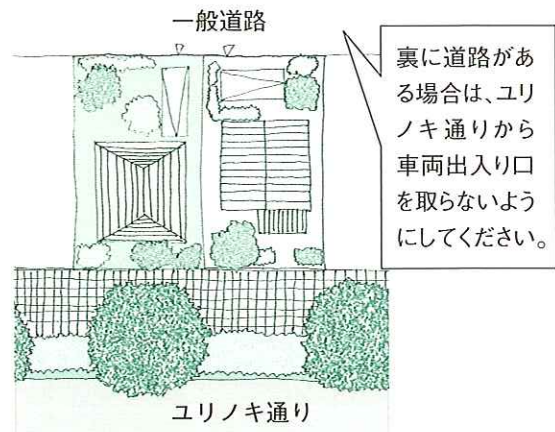 一般道路
裏に道路があ
る場合は、ユリ
ノキ通りから
車両出入り口
を取らないよう
にしてください。
ユリノキ通り